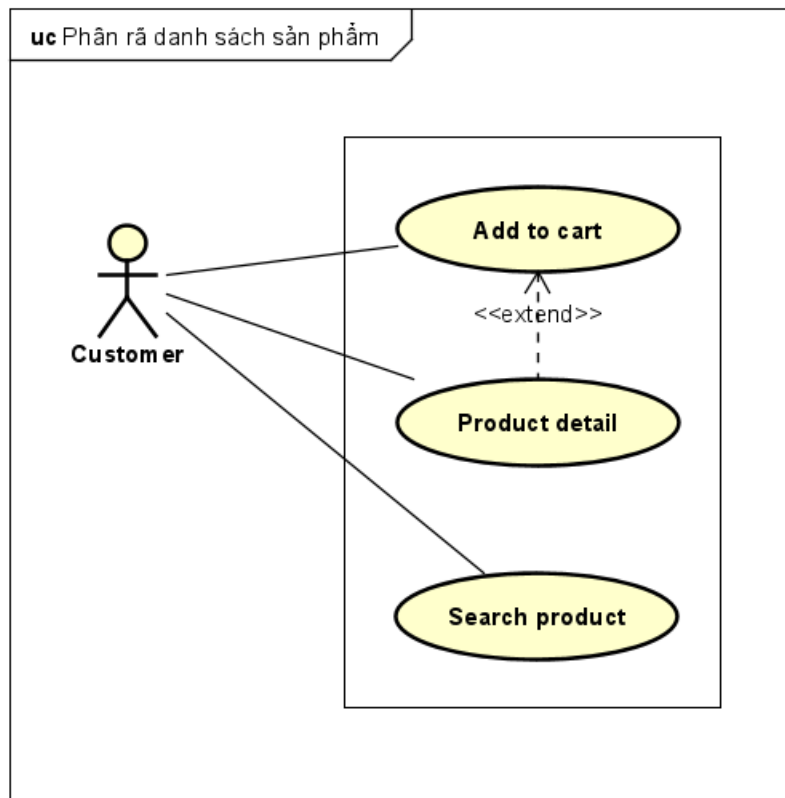 uc Phân rã danh sách sản phẩm
Add to cart
<<extend>>
Customer
Product detail
Search product